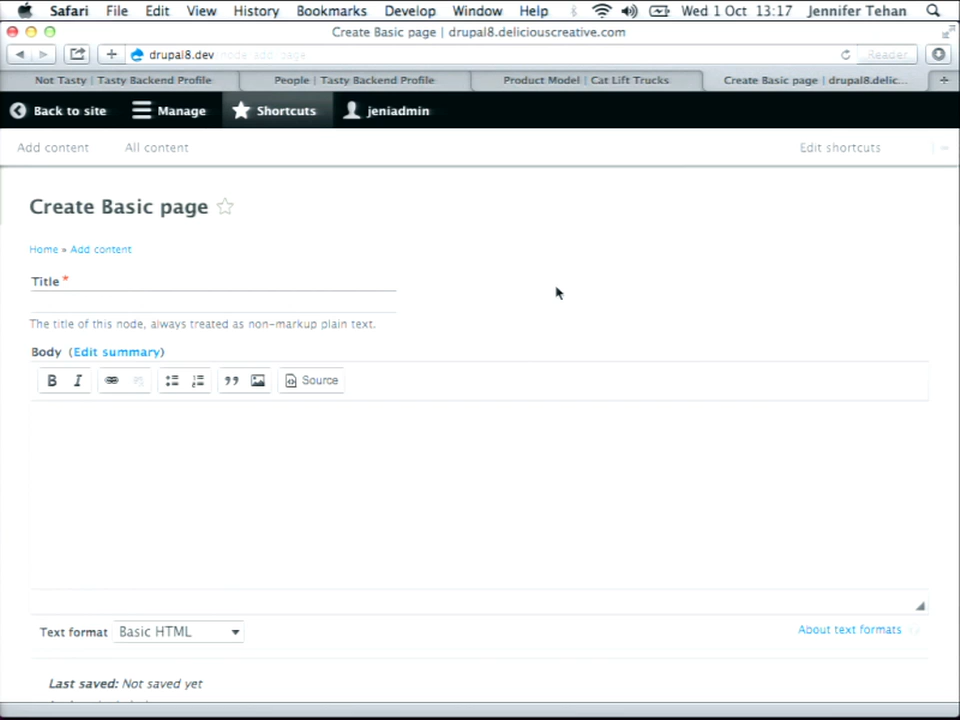 Safari File Edit View History Bookmarks Develop Window Help Wed 1 Oct 13:17 Jennifer Tehan
Create Basic page | drupal8.deliciouscreative.com
drupal8.dev/node/add/page Reader
Not Tasty | Tasty Backend Profile People | Tasty Backend Profile Product Model | Cat Lift Trucks Create Basic page | drupal8.delic...
Back to site Manage Shortcuts jeniadmin
Add content All content Edit shortcuts
Create Basic page
Home » Add content
Title *
The title of this node, always treated as non-markup plain text.
Body (Edit summary)
B I Source
Text format Basic HTML About text formats
Last saved: Not saved yet